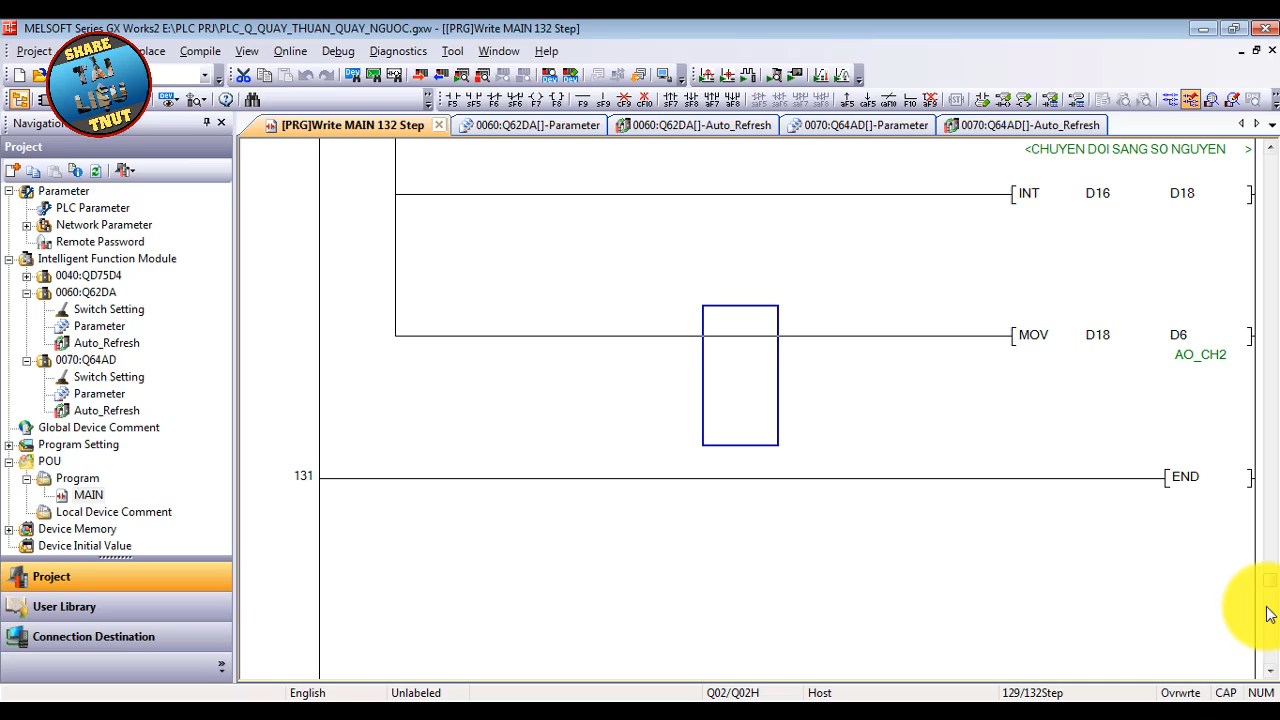 MELSOFT Series GX Works2 E:\PLC PRJ\PLC_Q_QUAY_THUAN_QUAY_NGUOC.gxw - [[PRG]Write MAIN 132 Step]
Project place Compile View Online Debug Diagnostics Tool Window Help
SHARE
TAI
LIEU
TNUT
[PRG]Write MAIN 132 Step
0060:Q62DA[]-Parameter
0060:Q62DA[]-Auto_Refresh
0070:Q64AD[]-Parameter
0070:Q64AD[]-Auto_Refresh
Project
Parameter
PLC Parameter
Network Parameter
Remote Password
Intelligent Function Module
0040:QD75D4
0060:Q62DA
Switch Setting
Parameter
Auto_Refresh
0070:Q64AD
Switch Setting
Parameter
Auto_Refresh
Global Device Comment
Program Setting
POU
Program
MAIN
Local Device Comment
Device Memory
Device Initial Value
Project
User Library
Connection Destination
<CHUYEN DOI SANG SO NGUYEN >
INT D16 D18
MOV D18 D6
AO_CH2
131 END
English Unlabeled Q02/Q02H Host 129/132Step Ovrwrte CAP NUM